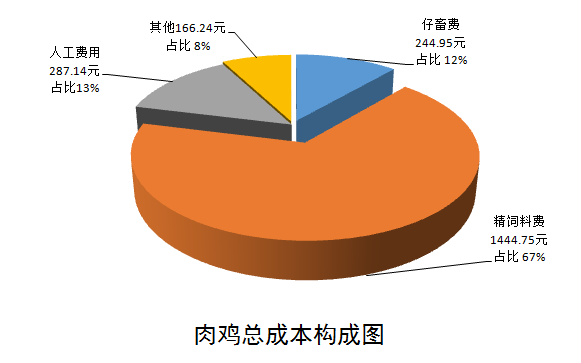 其他166.24元
占比 8%
仔畜费
244.95元
占比 12%
人工费用
287.14元
占比13%
精饲料费
1444.75元
占比 67%
肉鸡总成本构成图